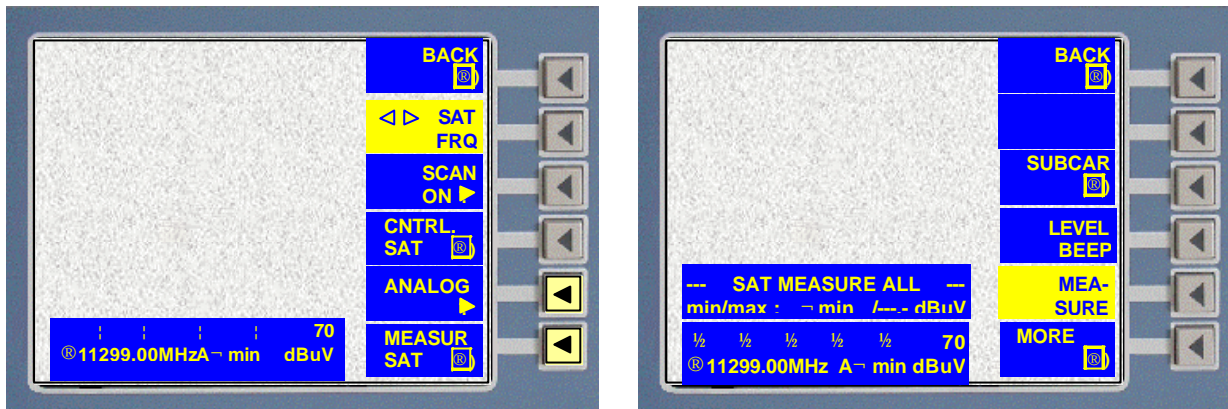 BACK
®
◁ ▷ SAT
FRQ
SCAN
ON ▶
CNTRL.
SAT ®
ANALOG
▶
MEASUR
SAT ®
¦ ¦ ¦ ¦ 70
®11299.00MHzA¬ min dBuV
BACK
®
SUBCAR
®
LEVEL
BEEP
MEA-
SURE
MORE
®
--- SAT MEASURE ALL ---
min/max : ¬ min /---.- dBuV
½ ½ ½ ½ ½ 70
®11299.00MHz A¬ min dBuV